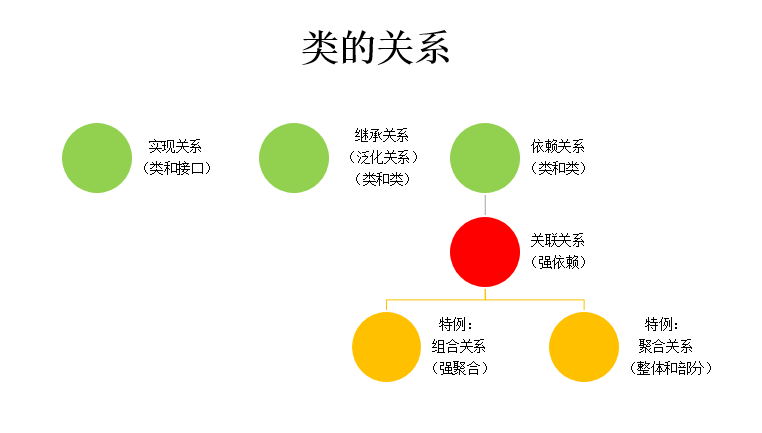 类的关系
实现关系
（类和接口）
继承关系
（泛化关系）
（类和类）
依赖关系
（类和类）
关联关系
（强依赖）
特例：
组合关系
（强聚合）
特例：
聚合关系
（整体和部分）